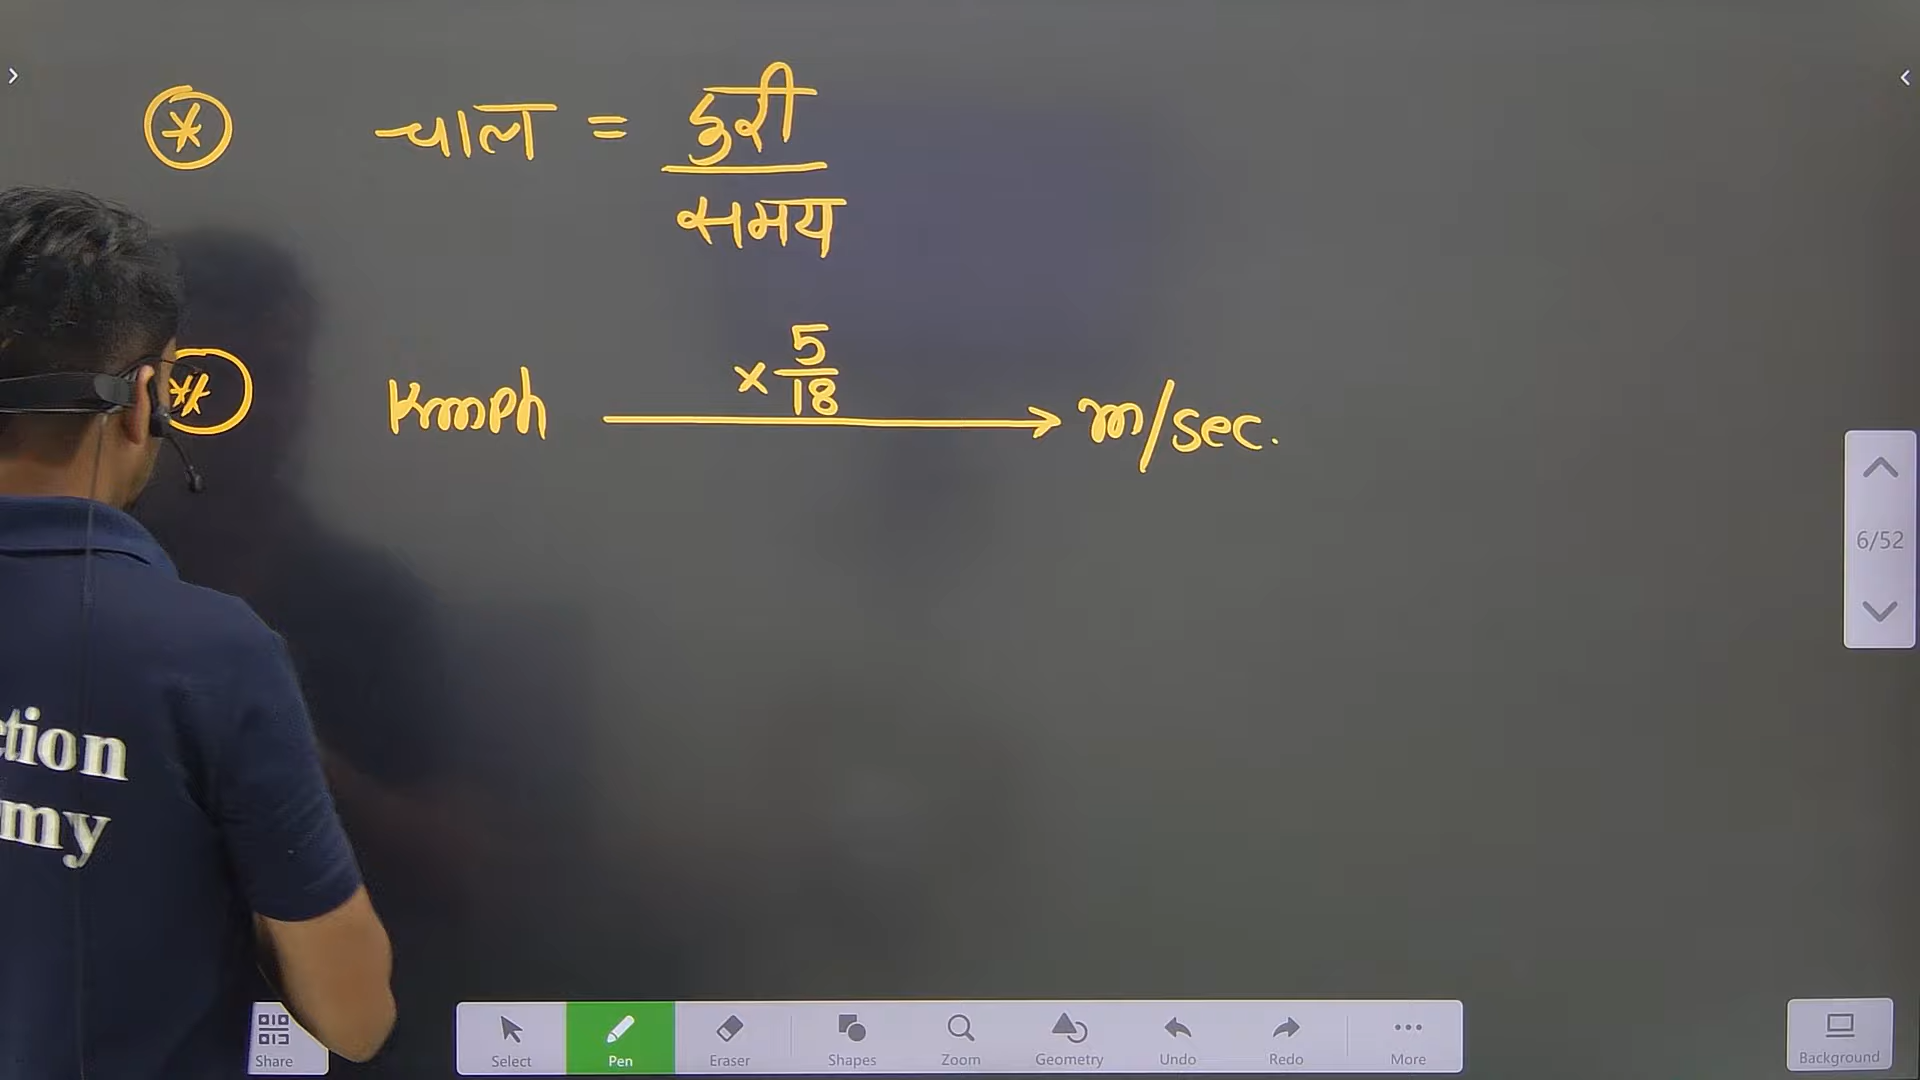 * चाल = दुरी
समय
** Kmph × 5/18 → m/sec.
6/52
ction
my
Share
Select
Pen
Eraser
Shapes
Zoom
Geometry
Undo
Redo
More
Background